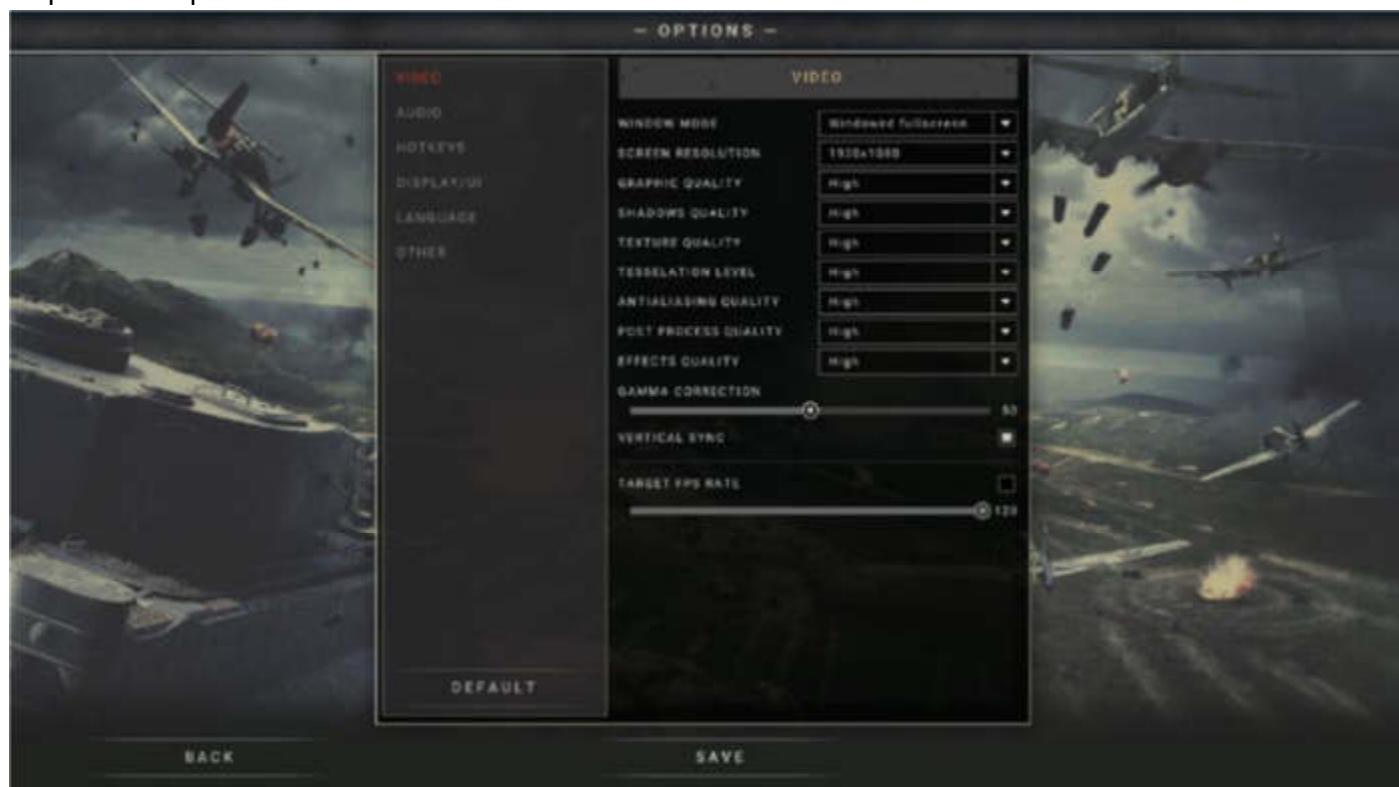 — OPTIONS —
VIDEO
AUDIO
HOTKEYS
DISPLAY/UI
LANGUAGE
OTHER
DEFAULT
VIDEO
WINDOW MODE Windowed fullscreen
SCREEN RESOLUTION 1920x1080
GRAPHIC QUALITY High
SHADOWS QUALITY High
TEXTURE QUALITY High
TESSELATION LEVEL High
ANTIALIASING QUALITY High
POST PROCESS QUALITY High
EFFECTS QUALITY High
GAMMA CORRECTION
50
VERTICAL SYNC
TARGET FPS RATE
120
BACK
SAVE